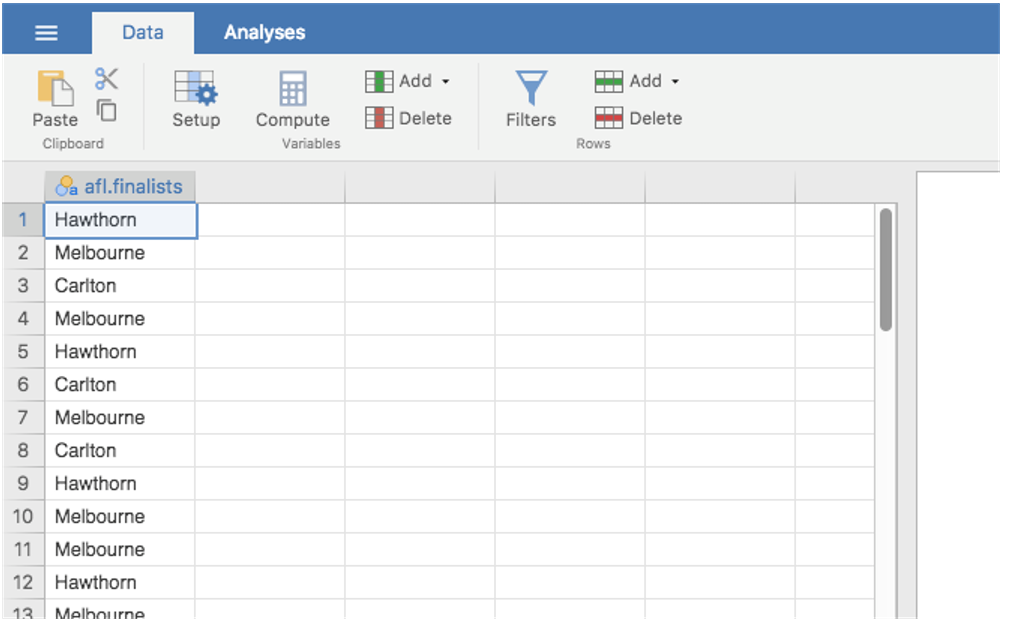 Data Analyses
Paste Setup Compute Add Delete Filters Add Delete
Clipboard Variables Rows
afl.finalists
1 Hawthorn
2 Melbourne
3 Carlton
4 Melbourne
5 Hawthorn
6 Carlton
7 Melbourne
8 Carlton
9 Hawthorn
10 Melbourne
11 Melbourne
12 Hawthorn
13 Melbourne